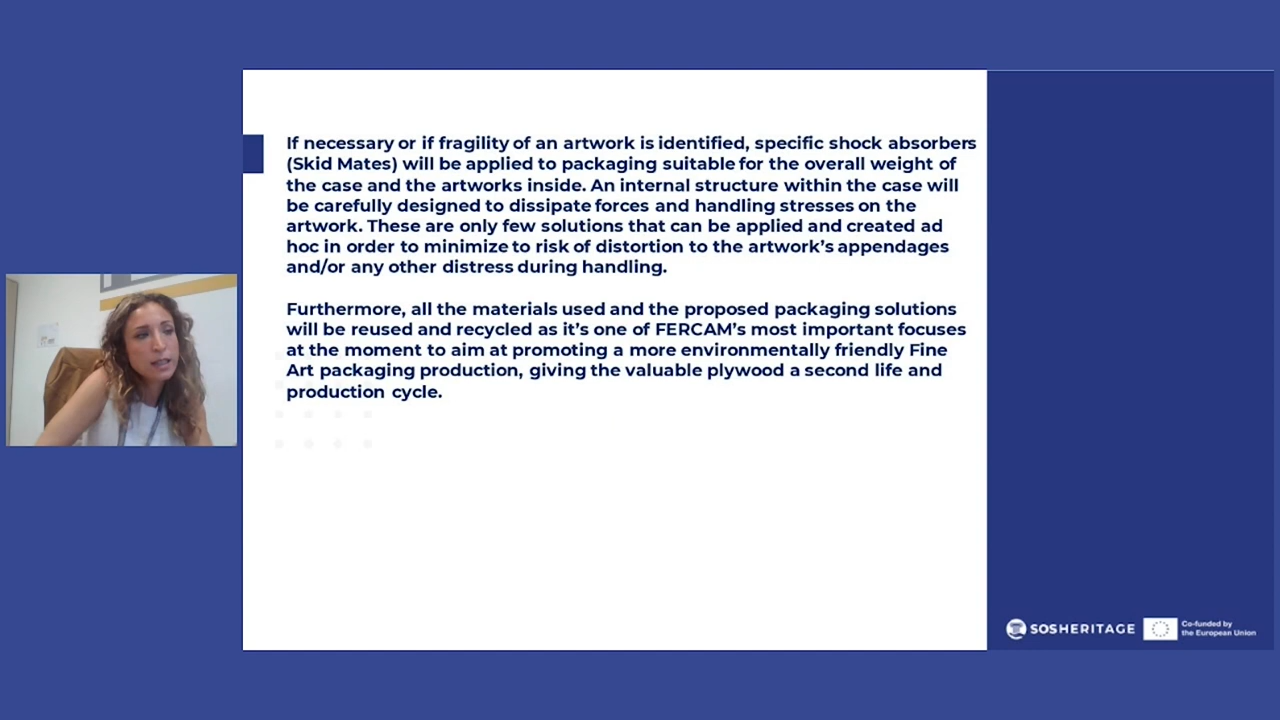 If necessary or if fragility of an artwork is identified, specific shock absorbers
(Skid Mates) will be applied to packaging suitable for the overall weight of
the case and the artworks inside. An internal structure within the case will
be carefully designed to dissipate forces and handling stresses on the
artwork. These are only few solutions that can be applied and created ad
hoc in order to minimize to risk of distortion to the artwork's appendages
and/or any other distress during handling.
Furthermore, all the materials used and the proposed packaging solutions
will be reused and recycled as it's one of FERCAM's most important focuses
at the moment to aim at promoting a more environmentally friendly Fine
Art packaging production, giving the valuable plywood a second life and
production cycle.
SOSHERITAGE
Co-funded by
the European Union